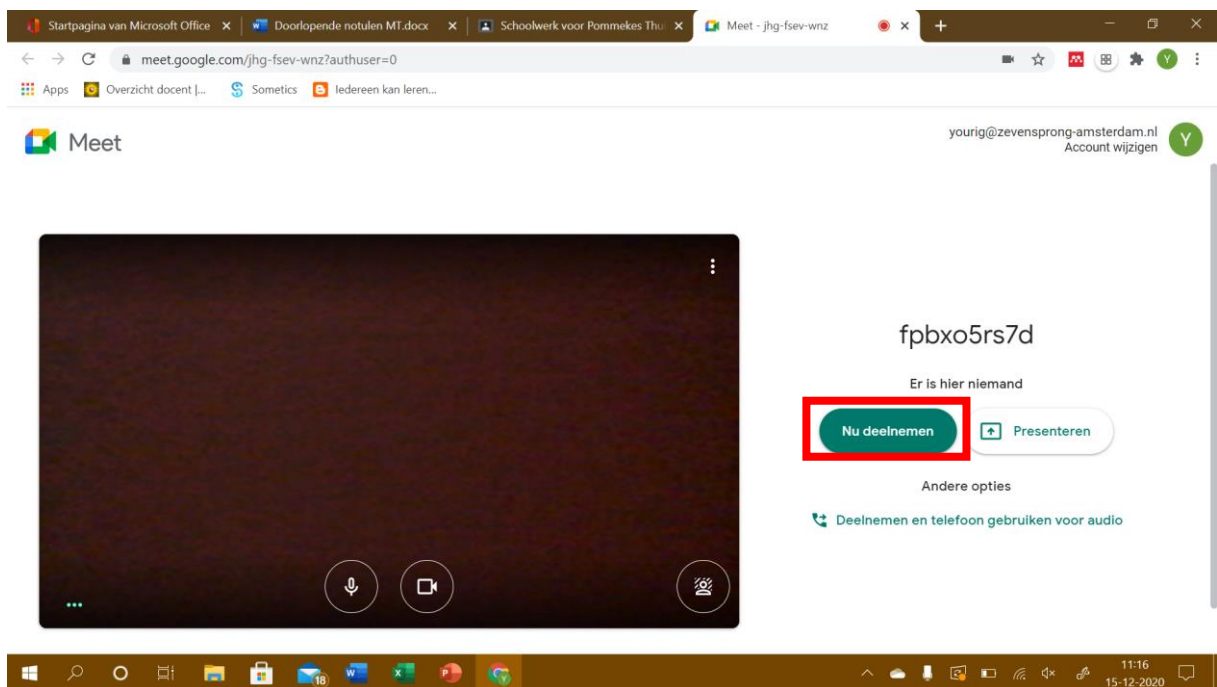 Startpagina van Microsoft Office
Doorlopende notulen MT.docx
Schoolwerk voor Pommekes Thui
Meet - jhg-fsev-wnz
meet.google.com/jhg-fsev-wnz?authuser=0
Y
Apps
Overzicht docent |...
Sometics
Iedereen kan leren...
Meet
yourig@zevensprong-amsterdam.nl
Account wijzigen
Y
fpbxo5rs7d
Er is hier niemand
Nu deelnemen
Presenteren
Andere opties
Deelnemen en telefoon gebruiken voor audio
18
11:16
15-12-2020